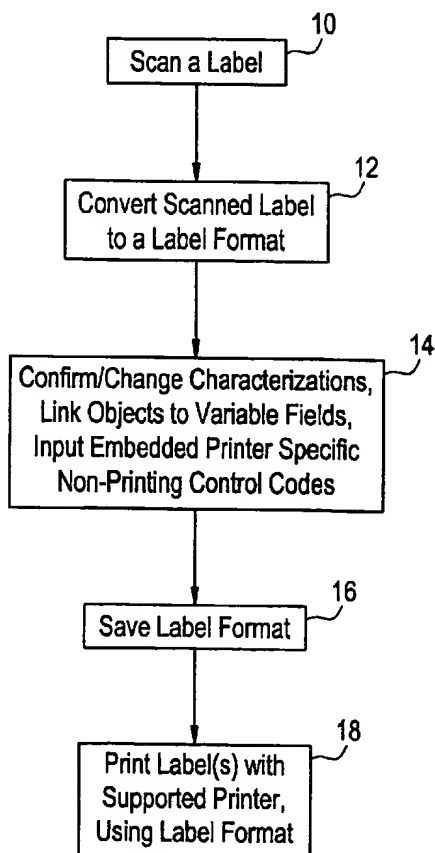 10
Scan a Label
12
Convert Scanned Label
to a Label Format
14
Confirm/Change Characterizations,
Link Objects to Variable Fields,
Input Embedded Printer Specific
Non-Printing Control Codes
16
Save Label Format
18
Print Label(s) with
Supported Printer,
Using Label Format